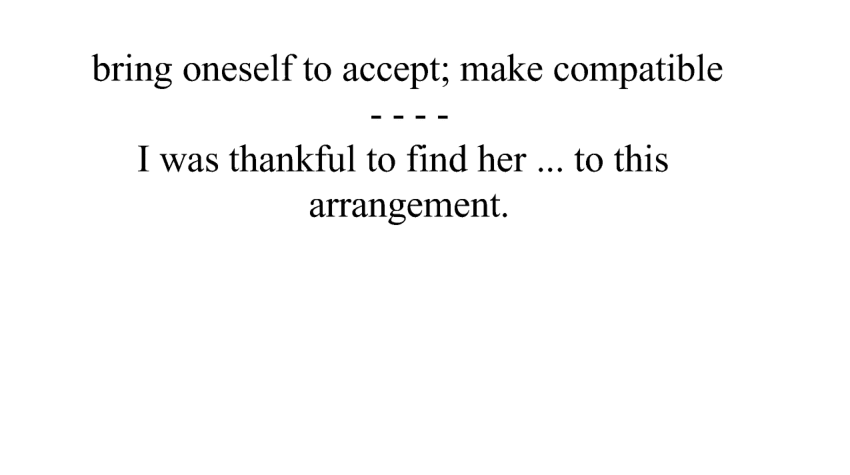 bring oneself to accept; make compatible
- - - -
I was thankful to find her ... to this
arrangement.